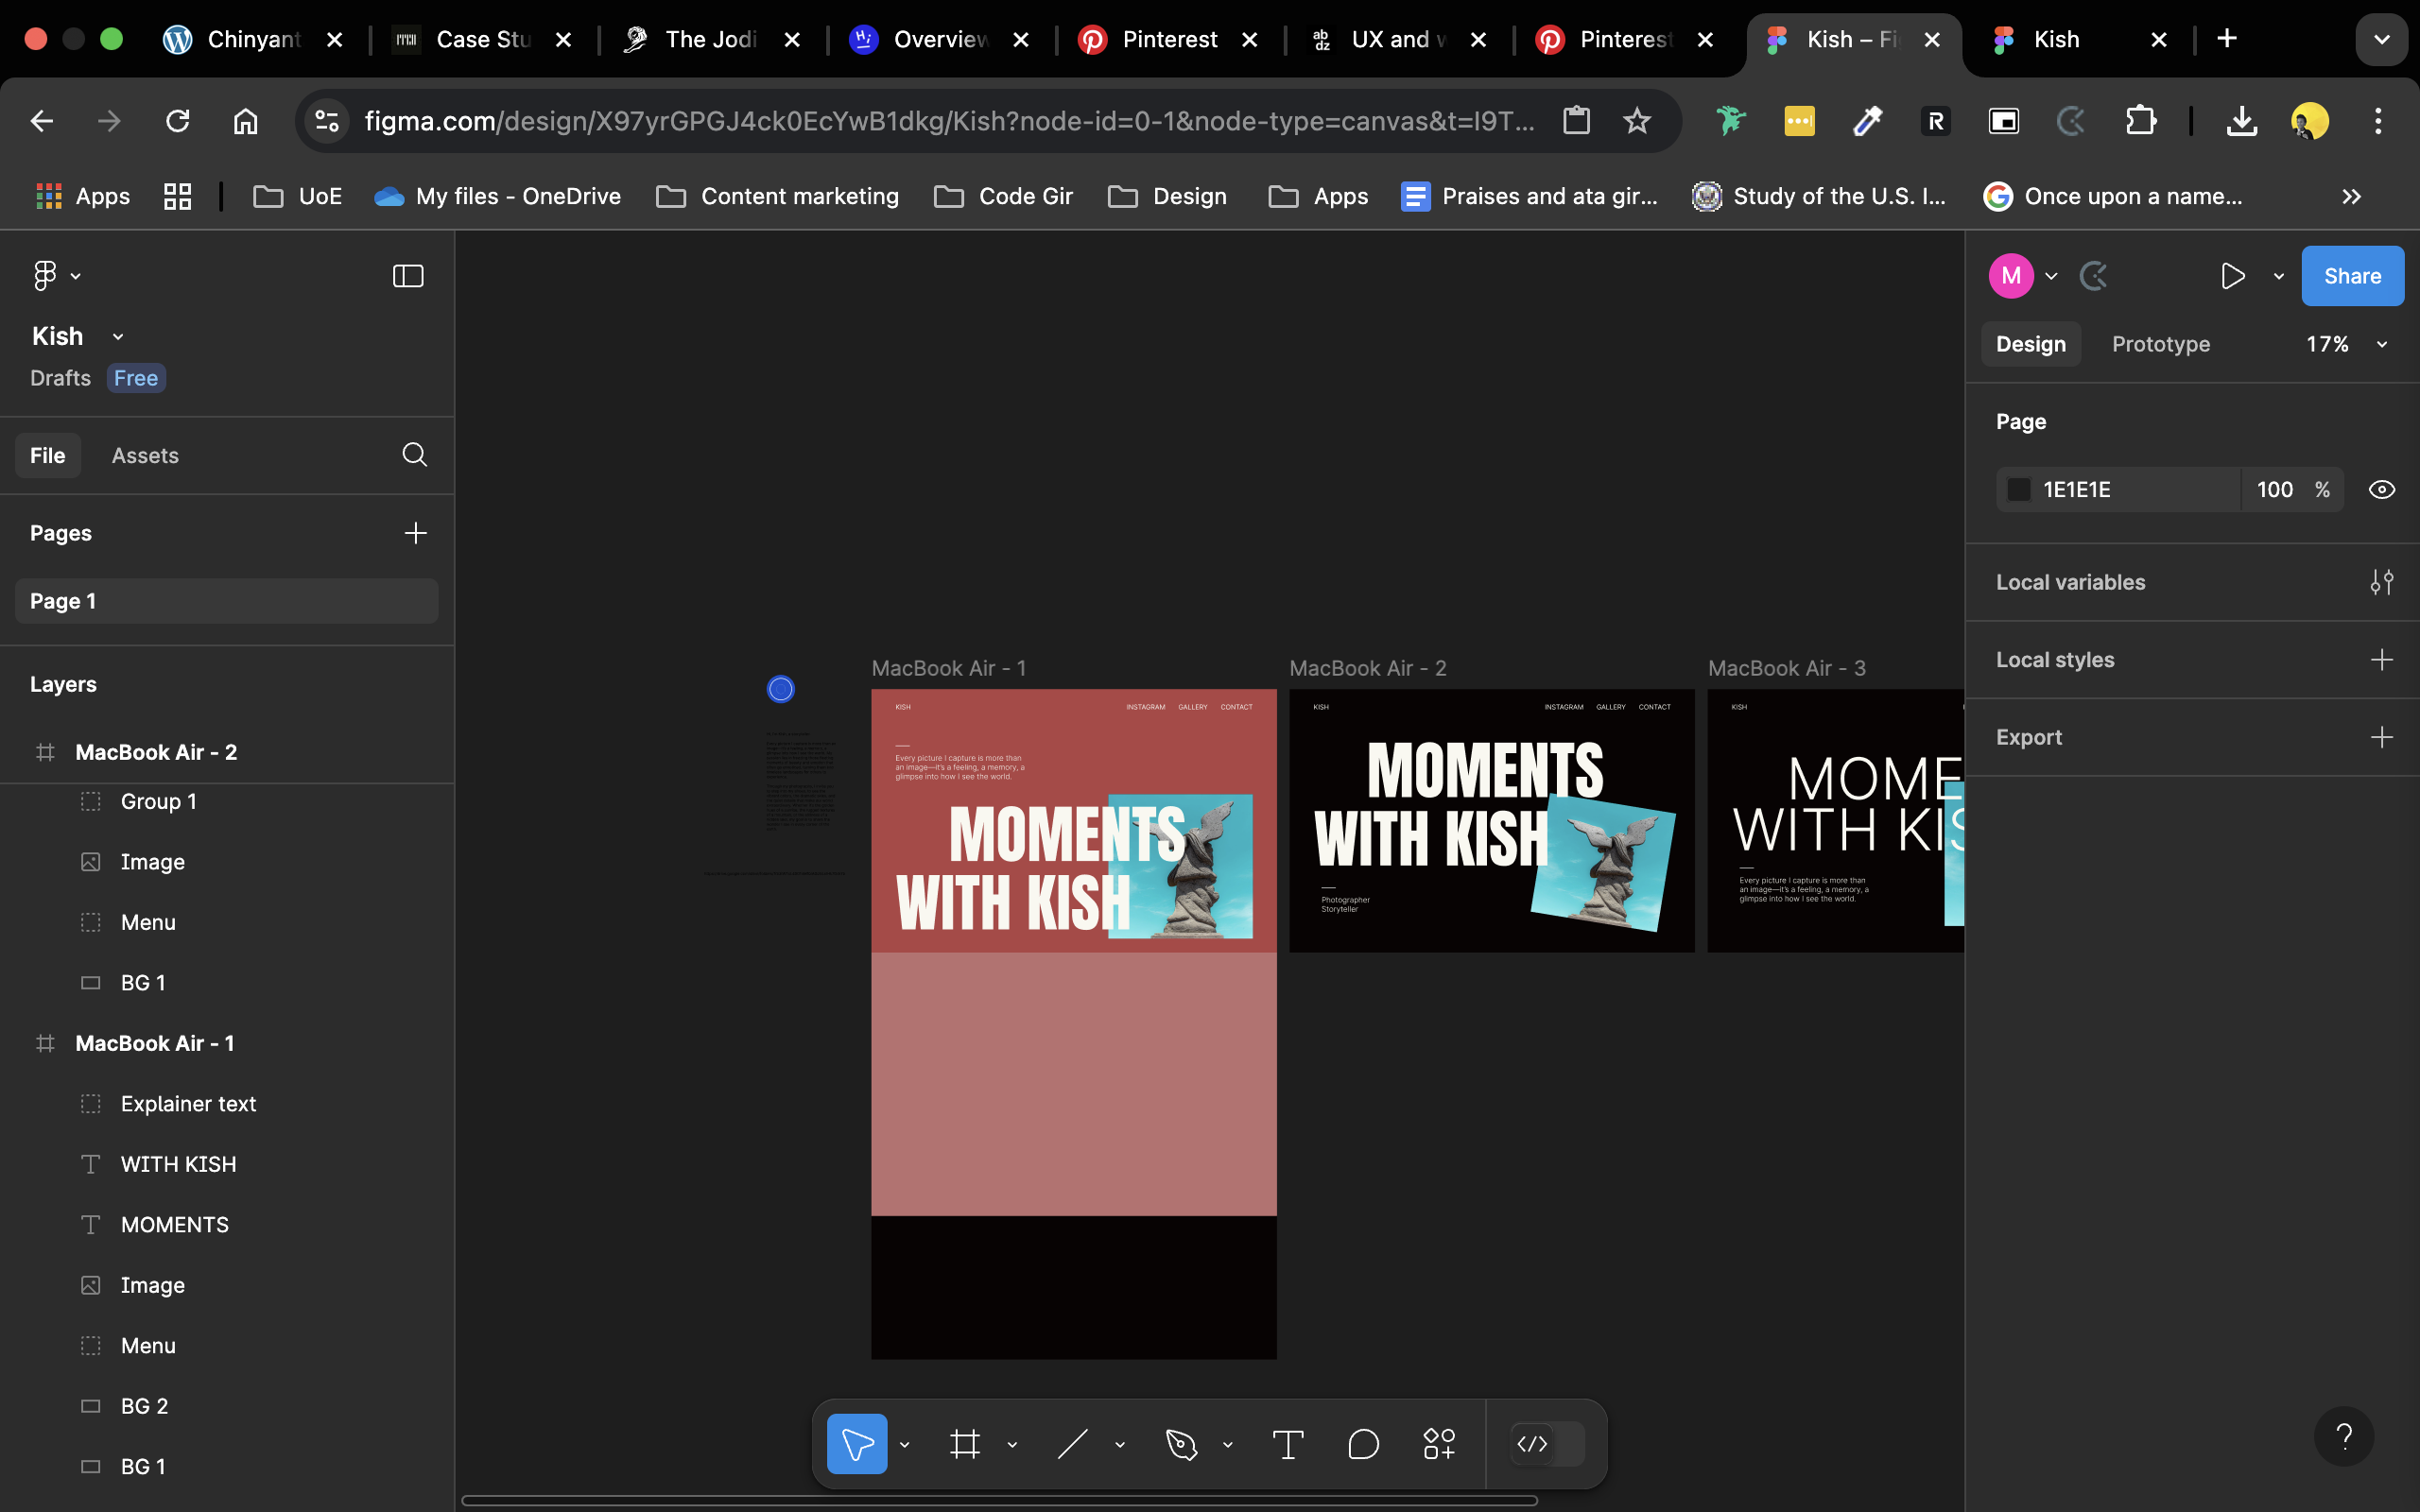 Chinyant
Case Stu
The Jodi
Overview
Pinterest
UX and w
Pinterest
Kish – Fi
Kish
figma.com/design/X97yrGPGJ4ck0EcYwB1dkg/Kish?node-id=0-1&node-type=canvas&t=I9T...
Apps
UoE
My files - OneDrive
Content marketing
Code Gir
Design
Apps
Praises and ata gir...
Study of the U.S. I...
Once upon a name...
Kish
Drafts Free
File Assets
Pages
Page 1
Layers
MacBook Air - 2
Group 1
Image
Menu
BG 1
MacBook Air - 1
Explainer text
WITH KISH
MOMENTS
Image
Menu
BG 2
BG 1
MacBook Air - 1
KISH INSTAGRAM GALLERY CONTACT
Every picture I capture is more than
an image—it's a feeling, a memory, a
glimpse into how I see the world.
MOMENTS
WITH KISH
MacBook Air - 2
KISH INSTAGRAM GALLERY CONTACT
MOMENTS
WITH KISH
Photographer
Storyteller
MacBook Air - 3
KISH
MOME
WITH KIS
Every picture I capture is more than
an image—it's a feeling, a memory, a
glimpse into how I see the world.
M
Share
Design Prototype 17%
Page
1E1E1E 100 %
Local variables
Local styles
Export
?